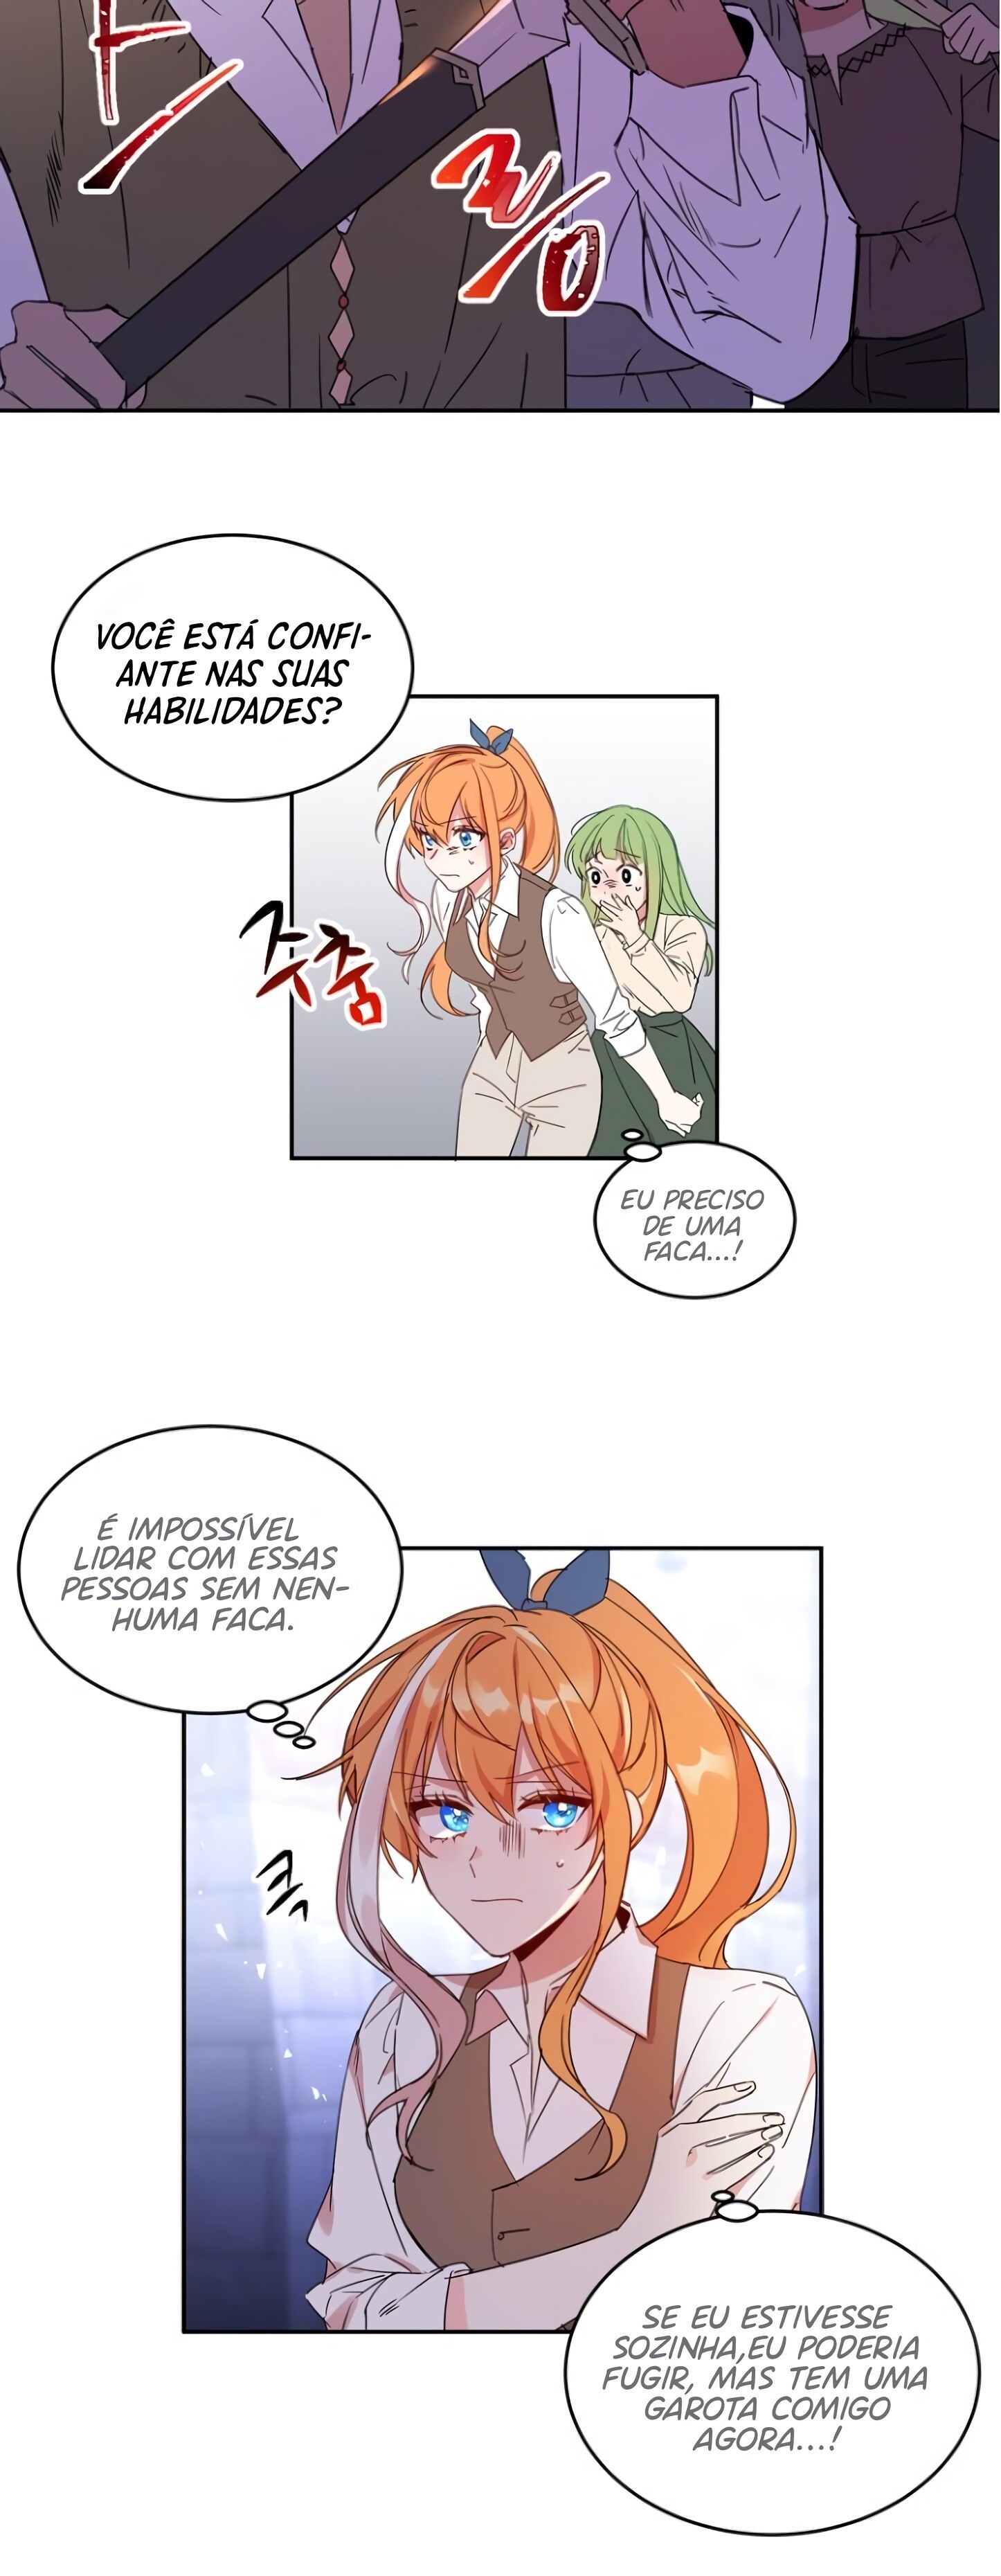 VOCÊ ESTÁ CONFI-
ANTE NAS SUAS
HABILIDADES?
주춤
EU PRECISO
DE UMA
FACA...!
É IMPOSSÍVEL
LIDAR COM ESSAS
PESSOAS SEM NEN-
HUMA FACA.
큭
SE EU ESTIVESSE
SOZINHA,EU PODERIA
FUGIR, MAS TEM UMA
GAROTA COMIGO
AGORA...!